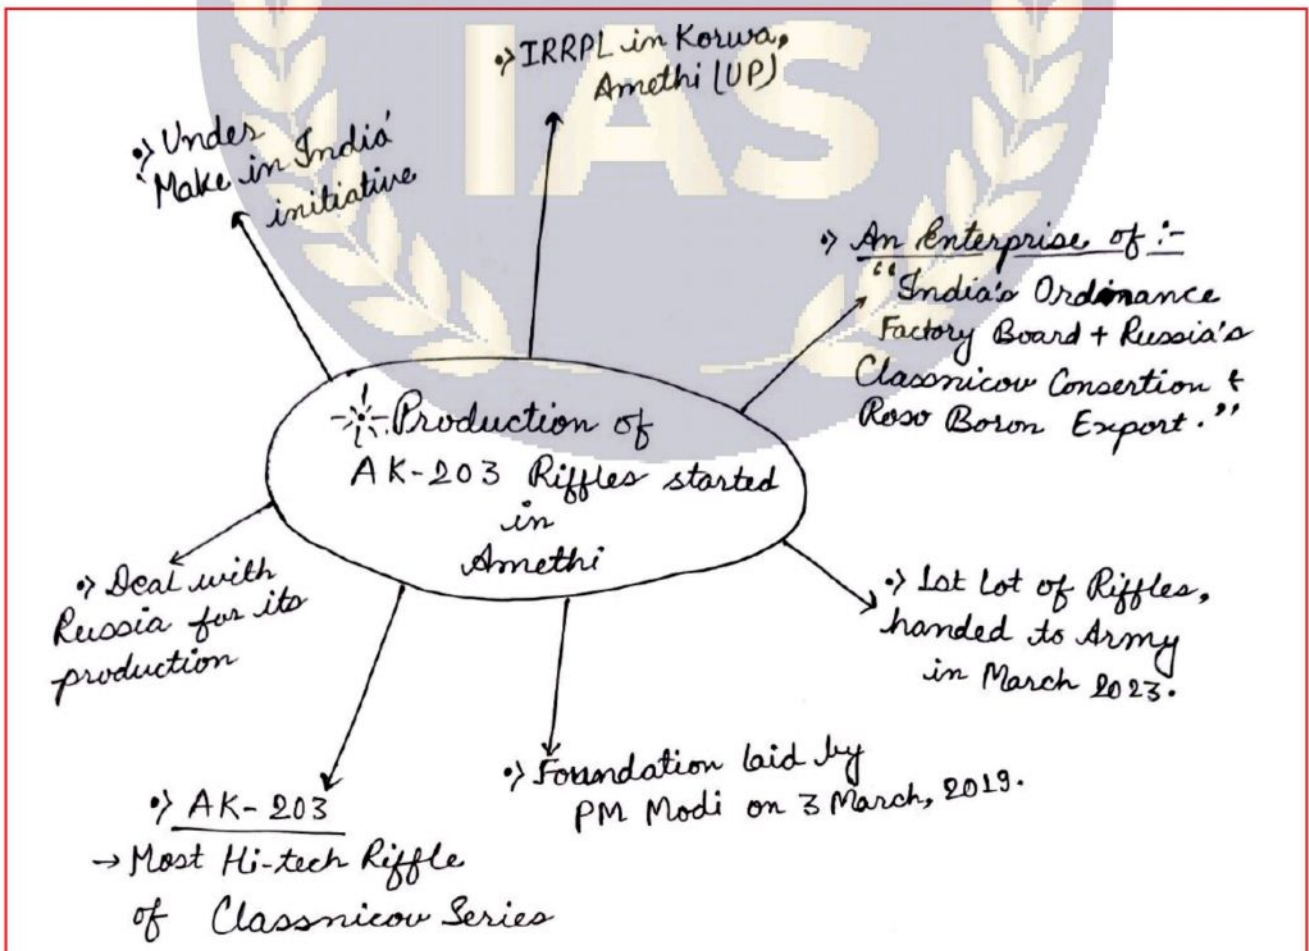 IAS
•> IRRPL in Korwa,
Amethi (UP)
•> Under
'Make in India'
initiative
•> An Enterprise of :-
"India's Ordinance
Factory Board + Russia's
Classnicov Consertion &
Roso Boron Export."
Production of
AK-203 Riffles started
in
Amethi
•> Deal with
Russia for its
production
•> 1st Lot of Riffles,
handed to Army
in March 2023.
•> Foundation laid by
PM Modi on 3 March, 2019.
•> AK-203
→ Most Hi-tech Riffle
of Classnicov Series